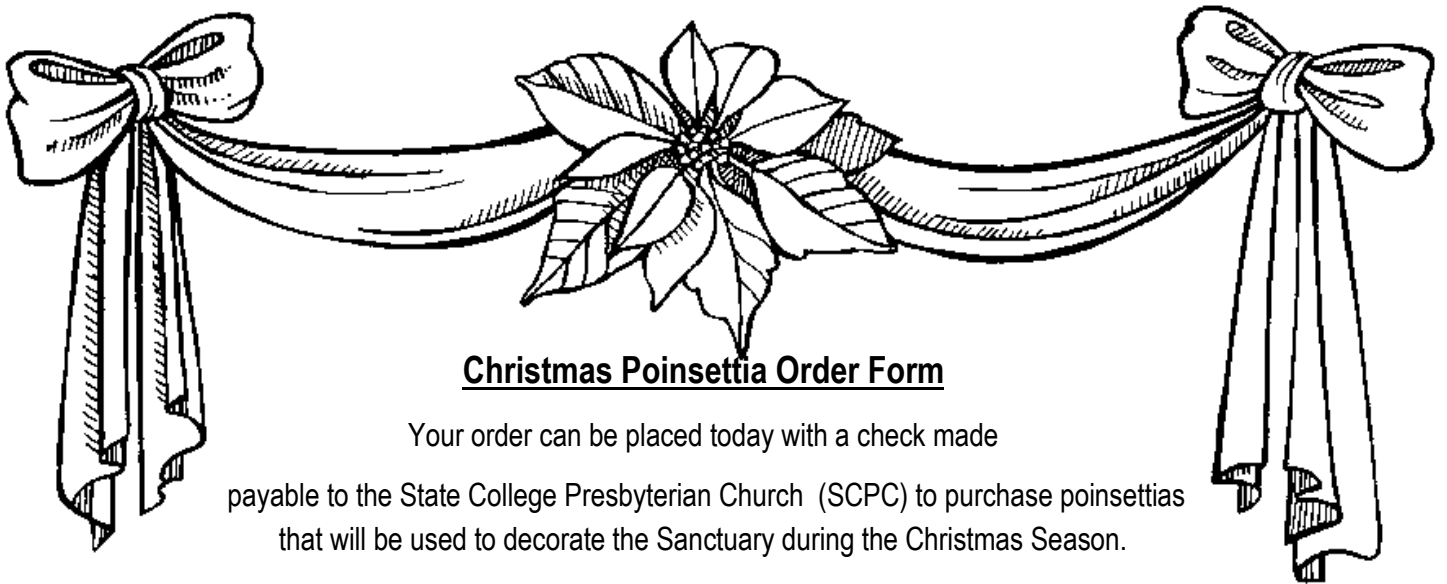 Christmas Poinsettia Order Form
Your order can be placed today with a check made
payable to the State College Presbyterian Church (SCPC) to purchase poinsettias
that will be used to decorate the Sanctuary during the Christmas Season.